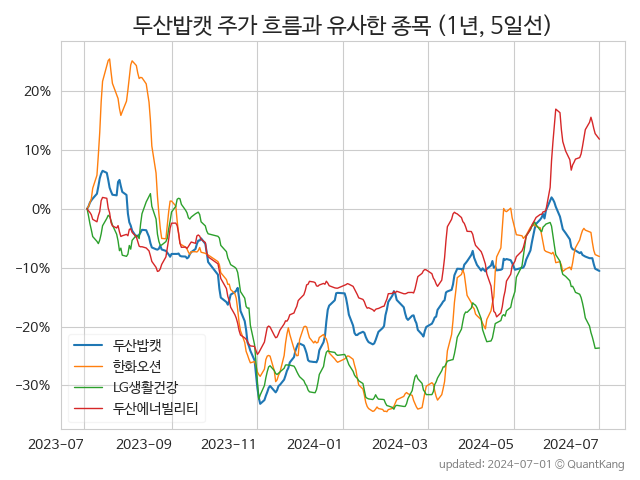 두산밥캣 주가 흐름과 유사한 종목 (1년, 5일선)
20%
10%
0%
−10%
−20%
−30%
두산밥캣
한화오션
LG생활건강
두산에너빌리티
2023-07
2023-09
2023-11
2024-01
2024-03
2024-05
2024-07
updated: 2024-07-01 © QuantKang